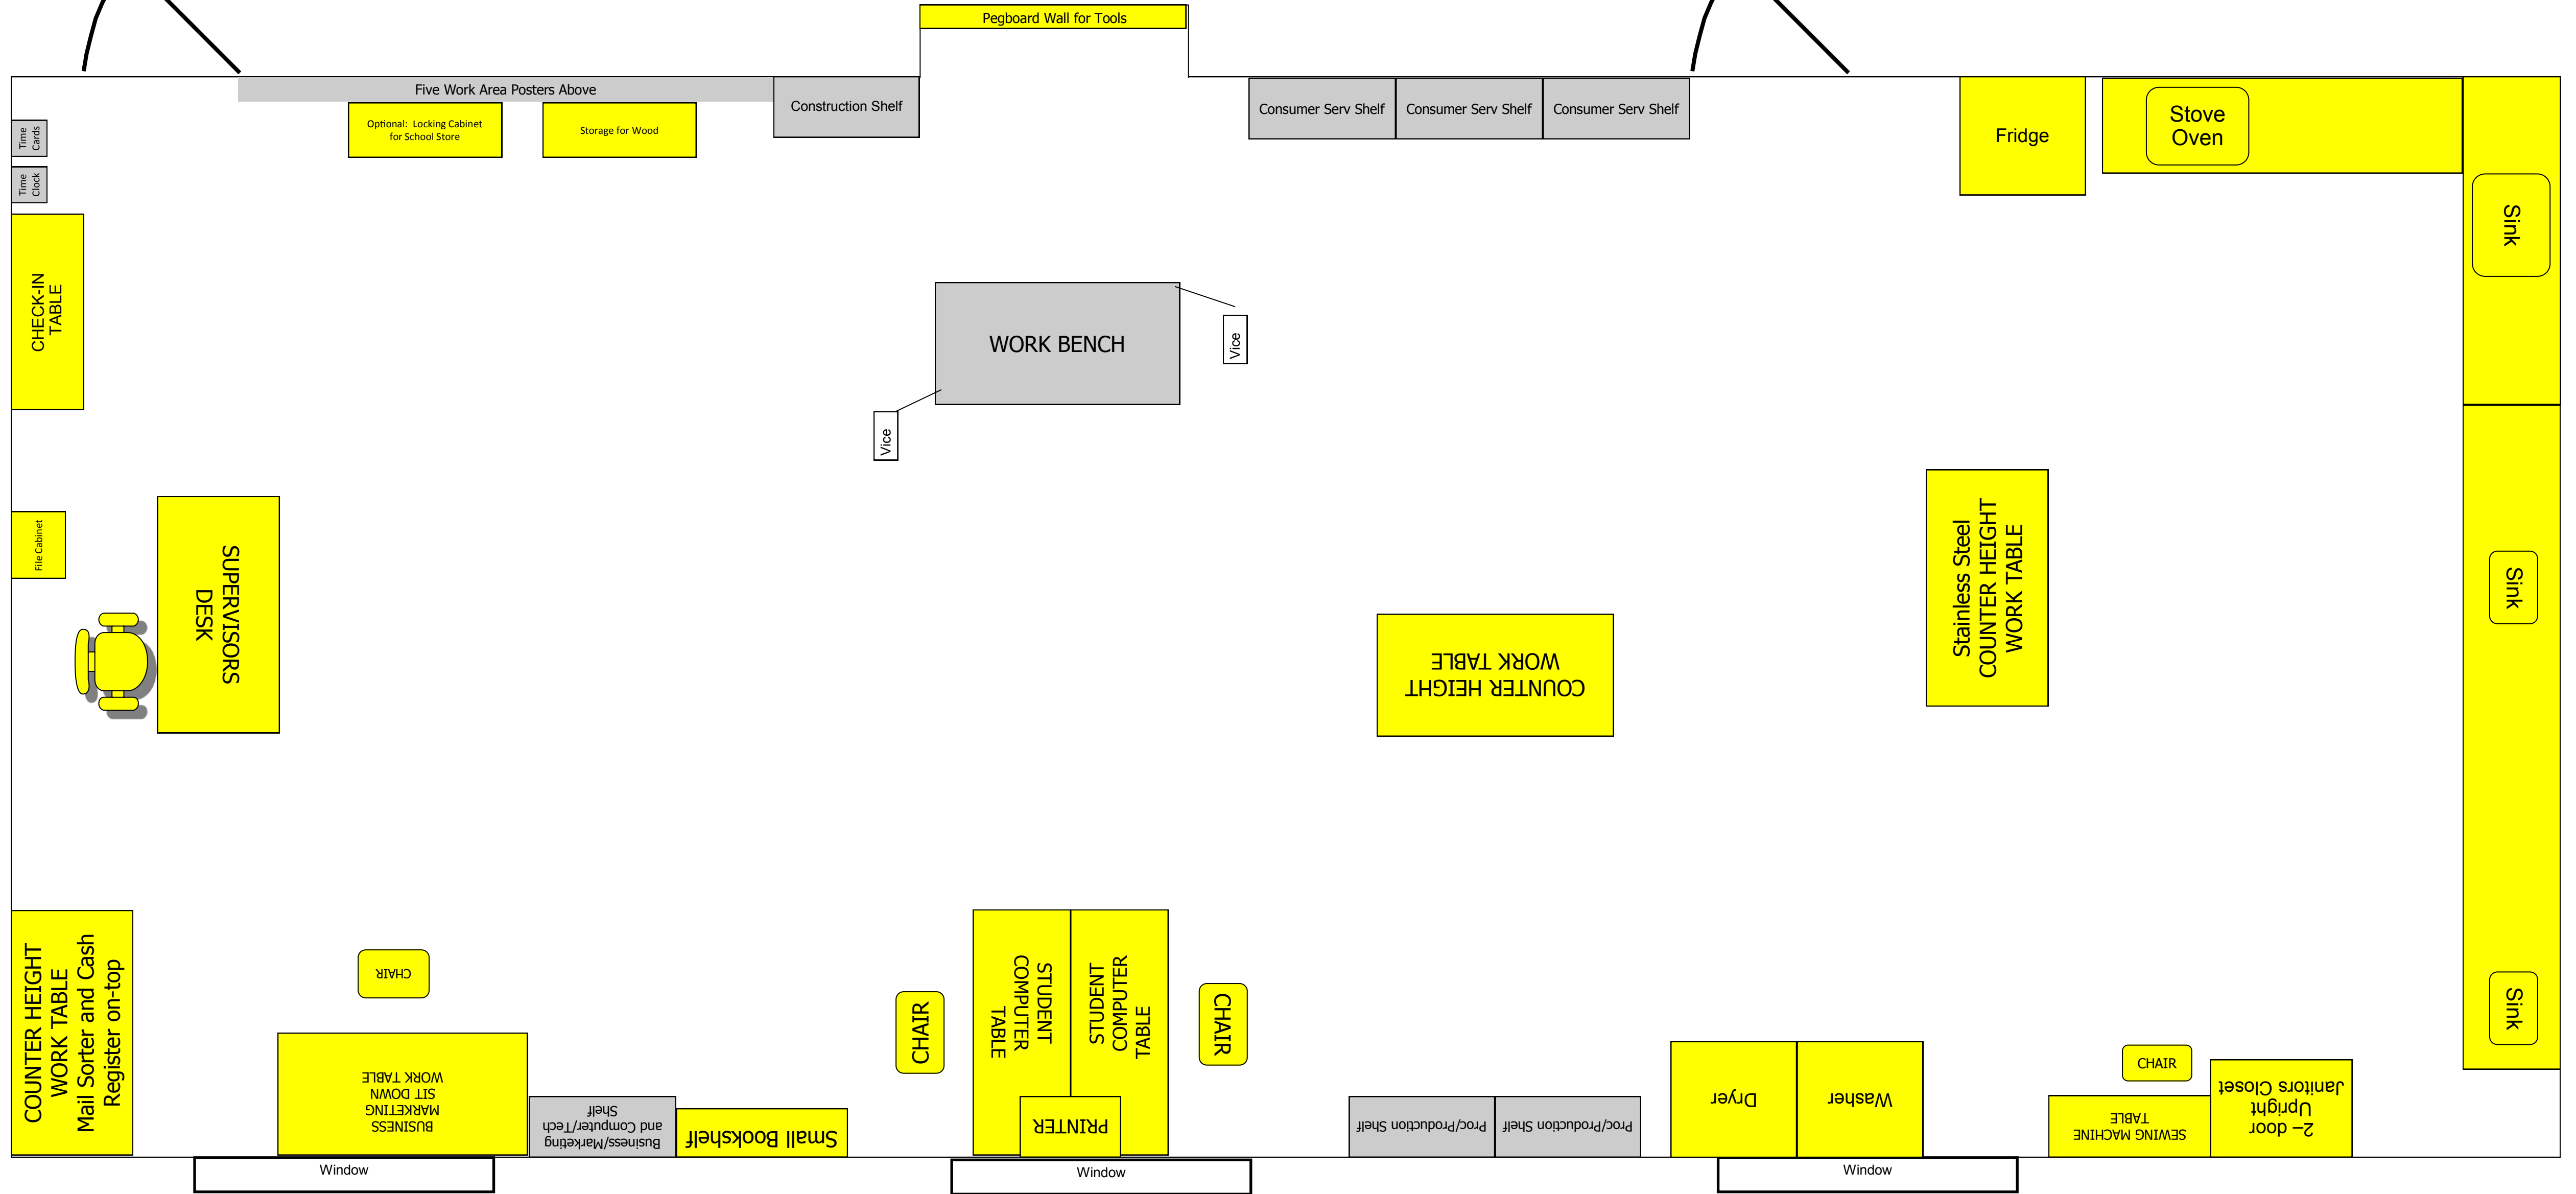 Pegboard Wall for Tools
Five Work Area Posters Above
Construction Shelf
Consumer Serv Shelf
Consumer Serv Shelf
Consumer Serv Shelf
Optional:  Locking Cabinet
for School Store
Storage for Wood
Fridge
Stove
Oven
Time
Cards
Time
Clock
Sink
CHECK-IN
TABLE
WORK BENCH
Vice
Vice
File Cabinet
SUPERVISORS
DESK
COUNTER HEIGHT
WORK TABLE
Stainless Steel
COUNTER HEIGHT
WORK TABLE
Sink
COUNTER HEIGHT
WORK TABLE
Mail Sorter and Cash
Register on-top
CHAIR
BUSINESS
MARKETING
SIT DOWN
WORK TABLE
Business/Marketing
and Computer/Tech
Shelf
Small Bookshelf
CHAIR
STUDENT
COMPUTER
TABLE
STUDENT
COMPUTER
TABLE
PRINTER
CHAIR
Proc/Production Shelf
Proc/Production Shelf
Dryer
Washer
CHAIR
SEWING MACHINE
TABLE
2– door
Upright
Janitors Closet
Sink
Window
Window
Window